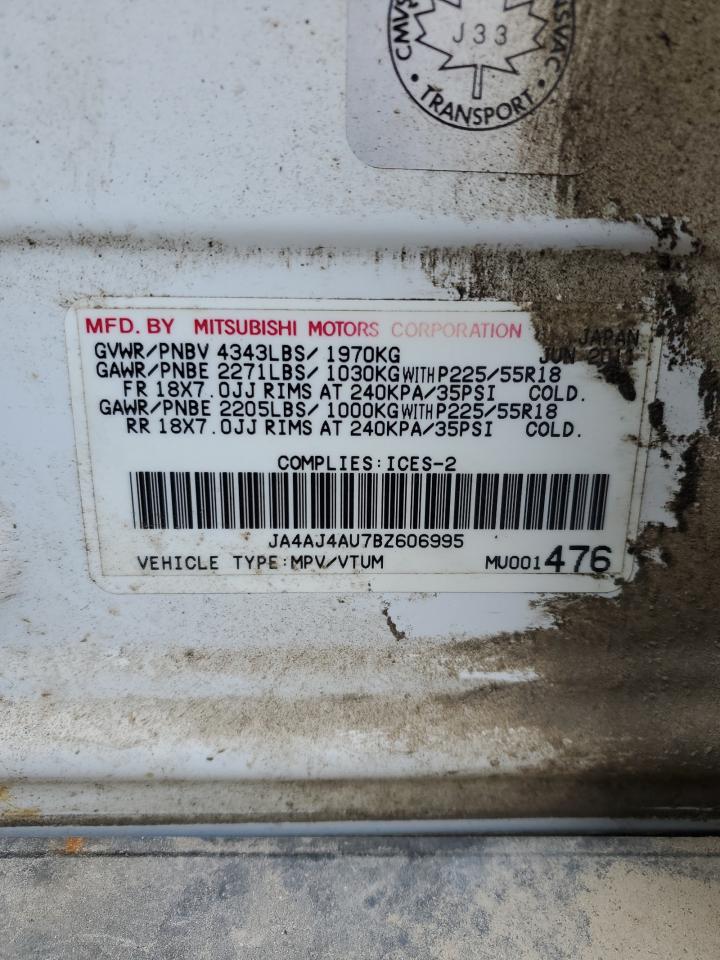 J33
TRANSPORT
MFD. BY MITSUBISHI MOTORS CORPORATION JAPAN
GVWR/PNBV 4343LBS/ 1970KG JUN 2011
GAWR/PNBE 2271LBS/ 1030KG WITH P225/55R18
FR 18X7.0JJ RIMS AT 240KPA/35PSI COLD.
GAWR/PNBE 2205LBS/ 1000KG WITH P225/55R18
RR 18X7.0JJ RIMS AT 240KPA/35PSI COLD.
COMPLIES:ICES-2
JA4AJ4AU7BZ606995
VEHICLE TYPE:MPV/VTUM MU001476